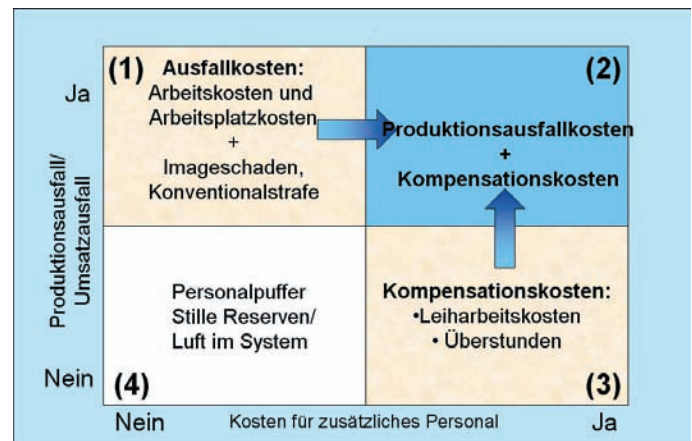 (1)
Ausfallkosten:
Arbeitskosten und
Arbeitsplatzkosten
+
Imageschaden,
Konventionalstrafe
(2)
Produktionsausfallkosten
+
Kompensationskosten
Ja
Produktionsausfall/
Umsatzausfall
Nein
Personalpuffer
Stille Reserven/
Luft im System
(4)
Kompensationskosten:
•Leiharbeitskosten
• Überstunden
(3)
Nein
Kosten für zusätzliches Personal
Ja